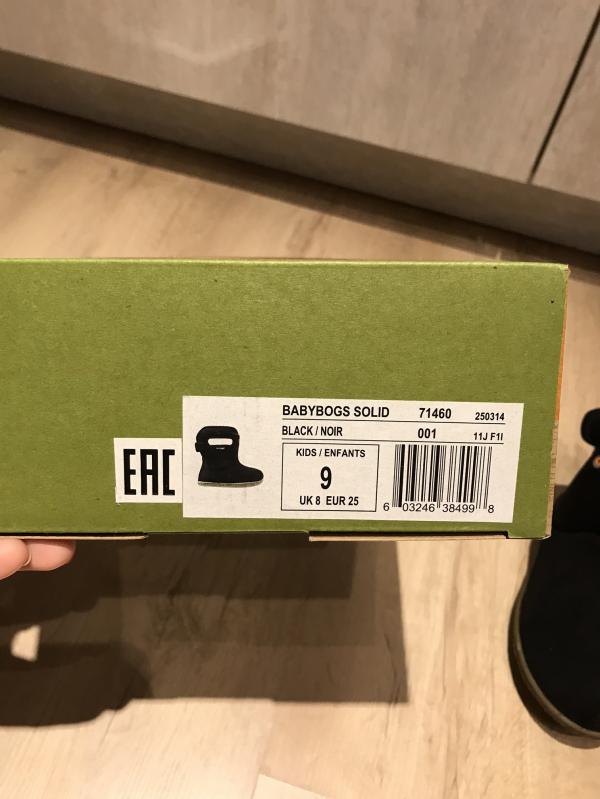 BABYBOGS SOLID 71460 250314
BLACK / NOIR 001 11J F1I
KIDS / ENFANTS
9
UK 8 EUR 25
6 03246 38499 8
EAC